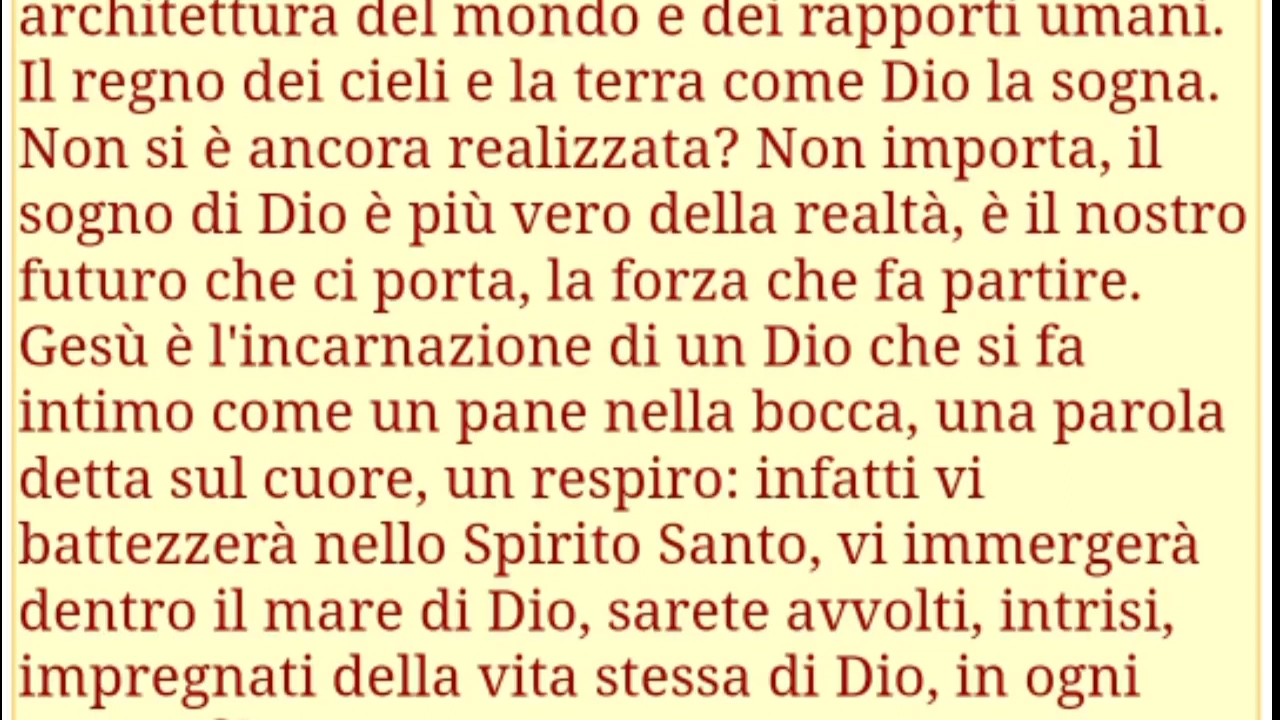 architettura del mondo e dei rapporti umani.
Il regno dei cieli e la terra come Dio la sogna.
Non si è ancora realizzata? Non importa, il
sogno di Dio è più vero della realtà, è il nostro
futuro che ci porta, la forza che fa partire.
Gesù è l'incarnazione di un Dio che si fa
intimo come un pane nella bocca, una parola
detta sul cuore, un respiro: infatti vi
battezzerà nello Spirito Santo, vi immergerà
dentro il mare di Dio, sarete avvolti, intrisi,
impregnati della vita stessa di Dio, in ogni